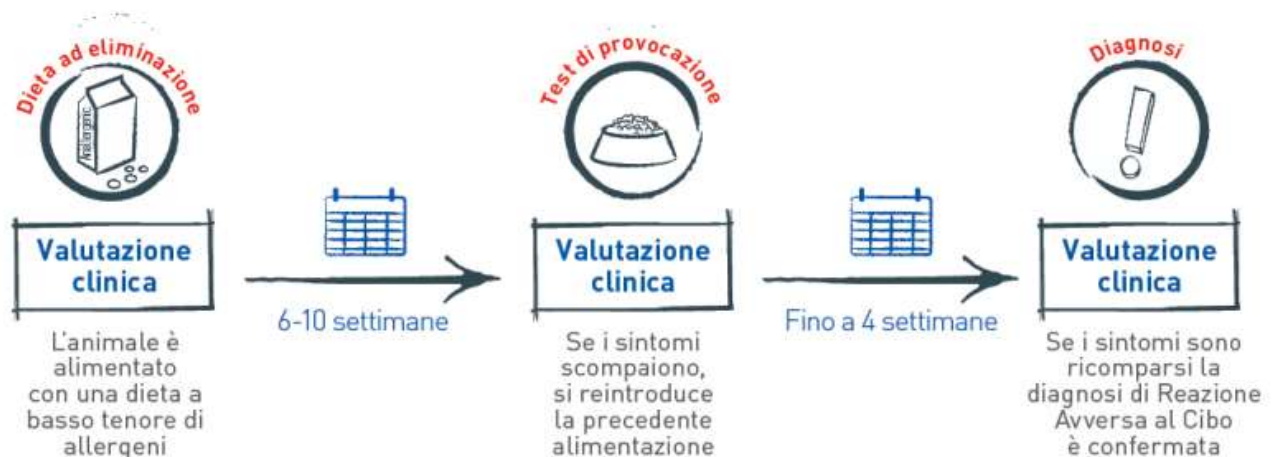 Dieta ad eliminazione
Anallergenic
Valutazione
clinica
L'animale è
alimentato
con una dieta a
basso tenore di
allergeni
6-10 settimane
Test di provocazione
Valutazione
clinica
Se i sintomi
scompaiono,
si reintroduce
la precedente
alimentazione
Fino a 4 settimane
Diagnosi
Valutazione
clinica
Se i sintomi sono
ricomparsi la
diagnosi di Reazione
Avversa al Cibo
è confermata